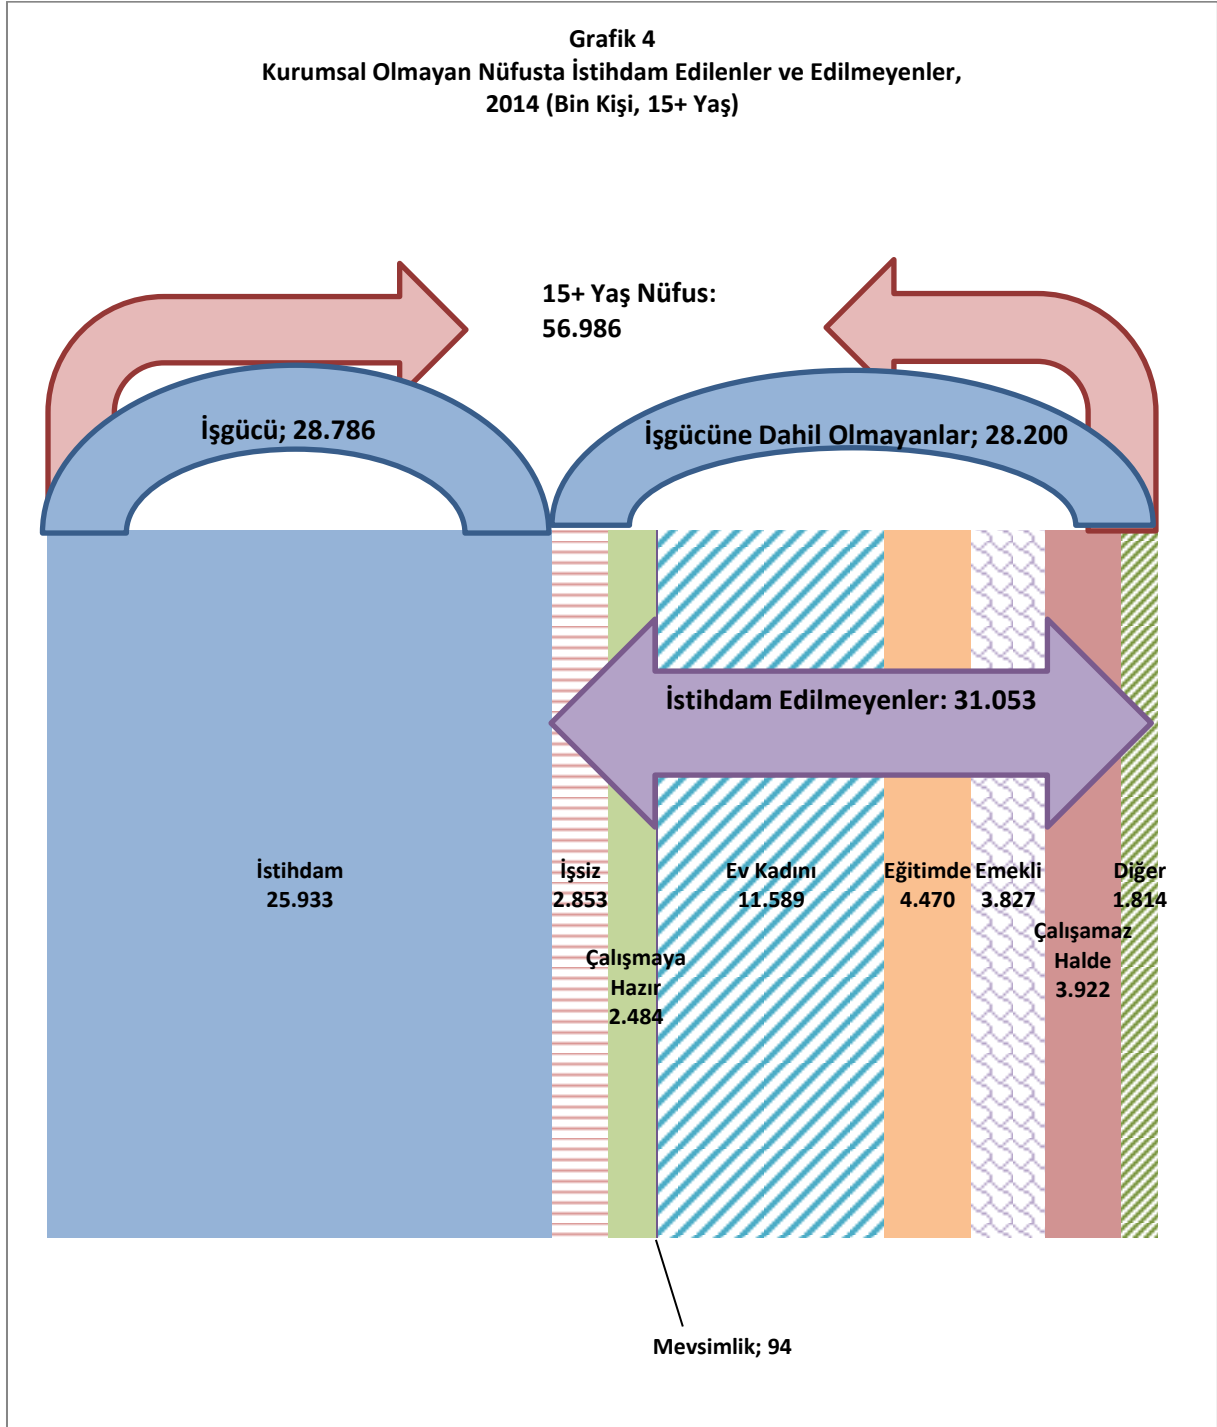 Grafik 4
Kurumsal Olmayan Nüfusta İstihdam Edilenler ve Edilmeyenler,
2014 (Bin Kişi, 15+ Yaş)
15+ Yaş Nüfus:
56.986
İşgücü; 28.786
İşgücüne Dahil Olmayanlar; 28.200
İstihdam Edilmeyenler: 31.053
İstihdam
25.933
İşsiz
2.853
Çalışmaya
Hazır
2.484
Ev Kadını
11.589
Eğitimde
4.470
Emekli
3.827
Çalışamaz
Halde
3.922
Diğer
1.814
Mevsimlik; 94